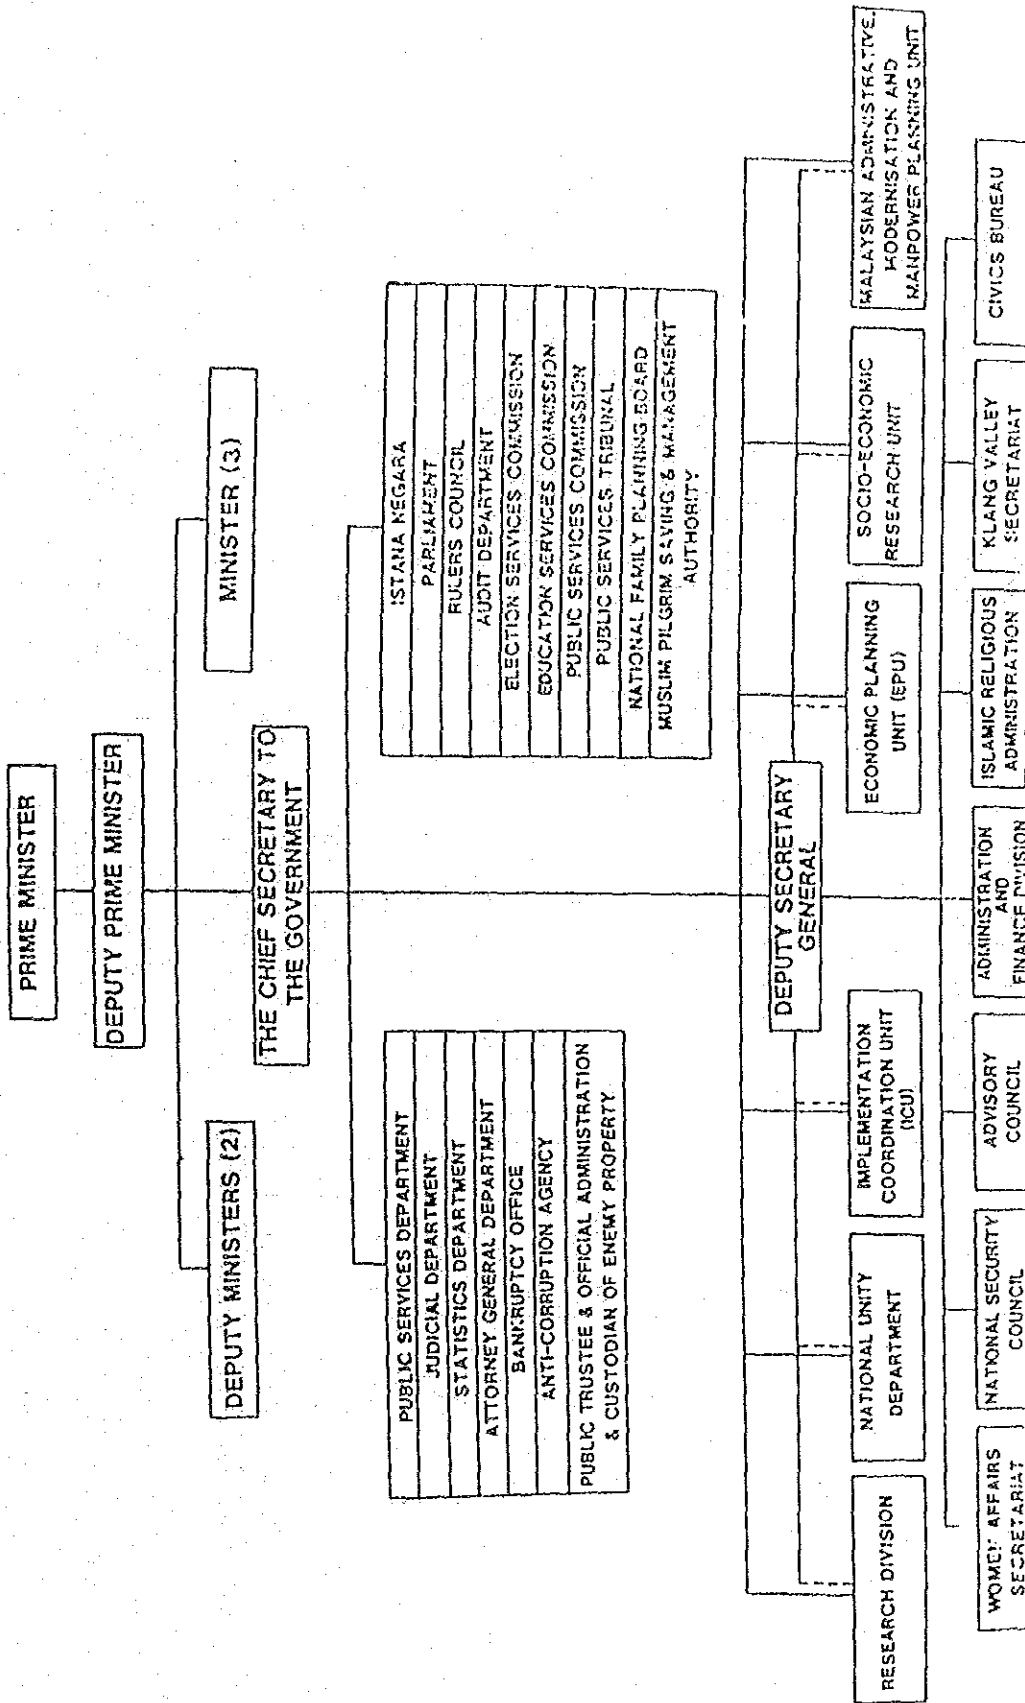 PRIME MINISTER
DEPUTY PRIME MINISTER
DEPUTY MINISTERS (2)
MINISTER (3)
THE CHIEF SECRETARY TO
THE GOVERNMENT
PUBLIC SERVICES DEPARTMENT
JUDICIAL DEPARTMENT
STATISTICS DEPARTMENT
ATTORNEY GENERAL DEPARTMENT
BANKRUPTCY OFFICE
ANTI-CORRUPTION AGENCY
PUBLIC TRUSTEE & OFFICIAL ADMINISTRATION
& CUSTODIAN OF ENEMY PROPERTY
ISTANA NEGARA
PARLIAMENT
RULERS COUNCIL
AUDIT DEPARTMENT
ELECTION SERVICES COMMISSION
EDUCATION SERVICES COMMISSION
PUBLIC SERVICES COMMISSION
PUBLIC SERVICES TRIBUNAL
NATIONAL FAMILY PLANNING BOARD
MUSLIM PILGRIM SAVING & MANAGEMENT
AUTHORITY
DEPUTY SECRETARY
GENERAL
RESEARCH DIVISION
NATIONAL UNITY
DEPARTMENT
IMPLEMENTATION
COORDINATION UNIT
(ICU)
ECONOMIC PLANNING
UNIT (EPU)
SOCIO-ECONOMIC
RESEARCH UNIT
MALAYSIAN ADMINISTRATIVE,
MODERNISATION AND
MANPOWER PLANNING UNIT
WOMEN AFFAIRS
SECRETARIAT
NATIONAL SECURITY
COUNCIL
ADVISORY
COUNCIL
ADMINISTRATION
AND
FINANCE DIVISION
ISLAMIC RELIGIOUS
ADMINISTRATION
KLANG VALLEY
SECRETARIAT
CIVICS BUREAU